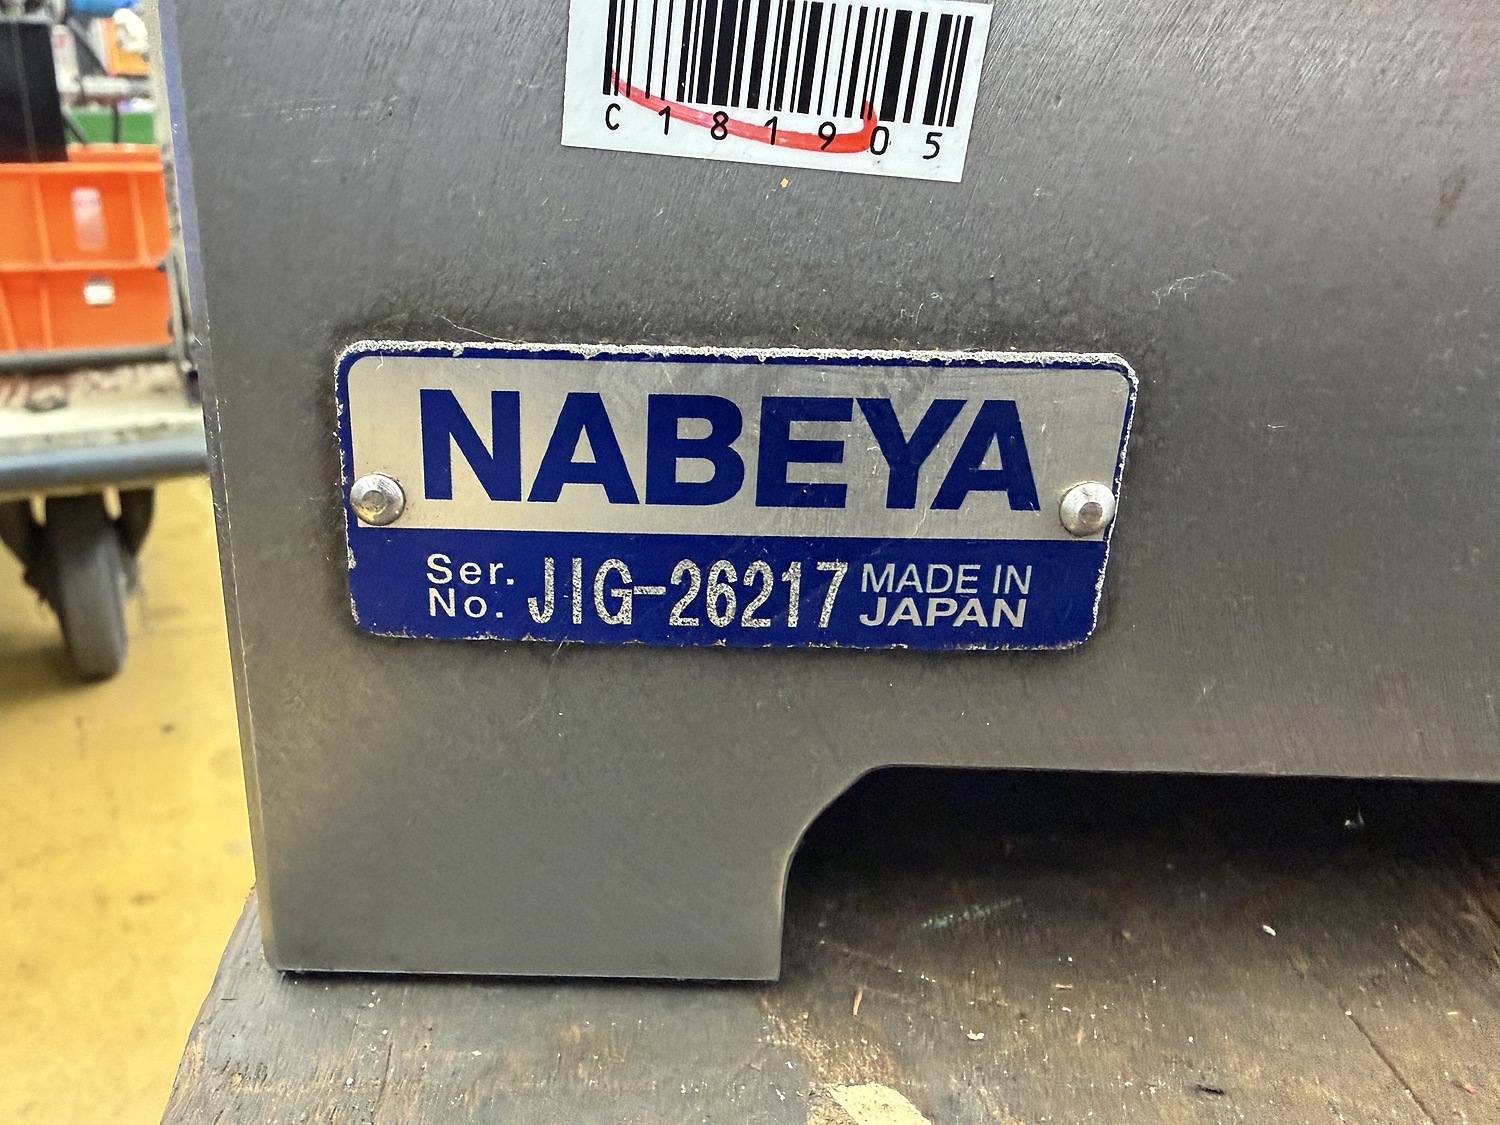 C181905
NABEYA
Ser. No. JIG-26217 MADE IN JAPAN